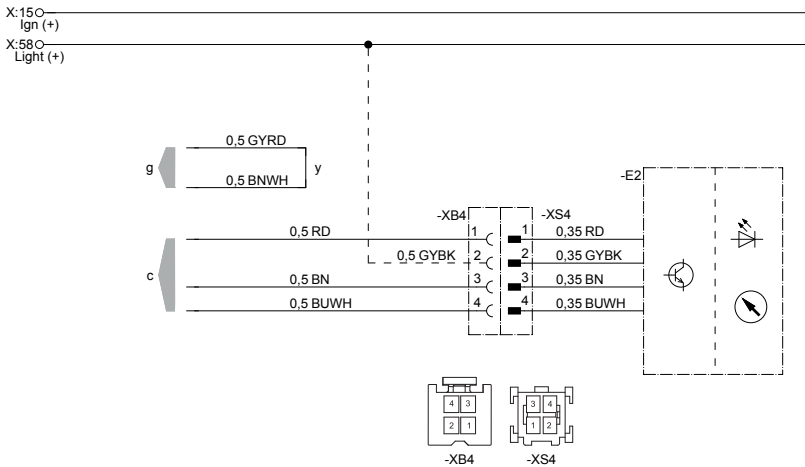 X:15
Ign (+)
X:58
Light (+)
0,5 GYRD
g
y
0,5 BNWH
-E2
-XB4
-XS4
0,5 RD
1
1
0,35 RD
0,5 GYBK
2
2
0,35 GYBK
c
0,5 BN
3
3
0,35 BN
0,5 BUWH
4
4
0,35 BUWH
4 3
3 4
2 1
1 2
-XB4
-XS4